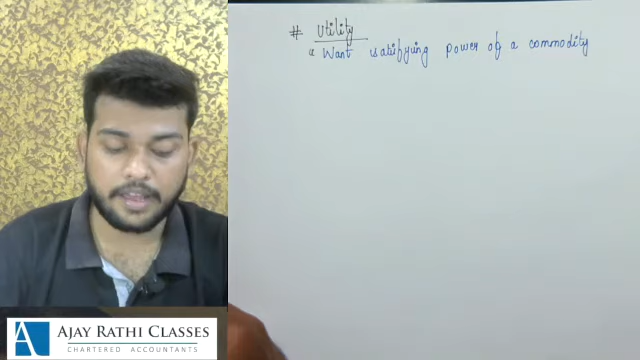 # Utility
" Want satisfying power of a commodity
A
AJAY RATHI CLASSES
CHARTERED ACCOUNTANTS